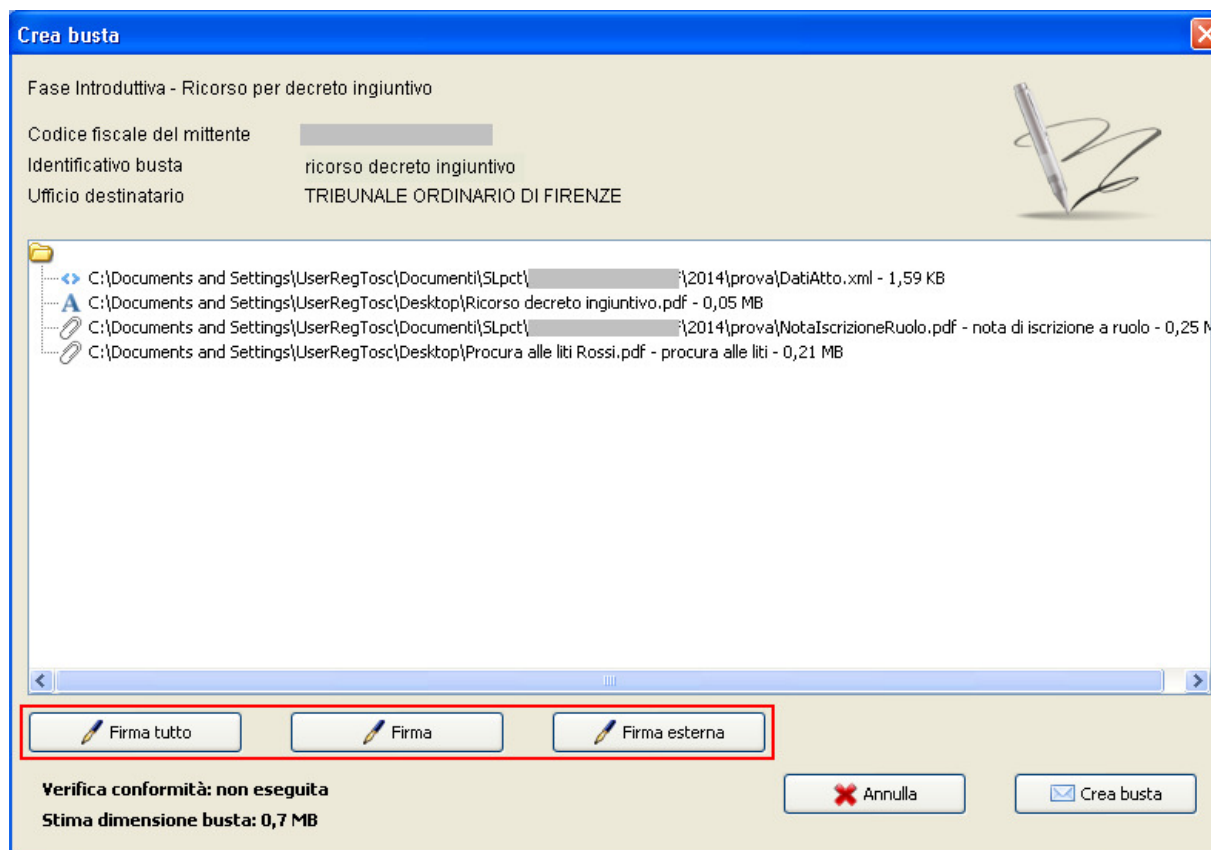 Crea busta
Fase Introduttiva - Ricorso per decreto ingiuntivo
Codice fiscale del mittente
Identificativo busta ricorso decreto ingiuntivo
Ufficio destinatario TRIBUNALE ORDINARIO DI FIRENZE
C:\Documents and Settings\UserRegTosc\Documenti\SLpct\ \2014\prova\DatiAtto.xml - 1,59 KB
C:\Documents and Settings\UserRegTosc\Desktop\Ricorso decreto ingiuntivo.pdf - 0,05 MB
C:\Documents and Settings\UserRegTosc\Documenti\SLpct\ \2014\prova\NotaIscrizioneRuolo.pdf - nota di iscrizione a ruolo - 0,25
C:\Documents and Settings\UserRegTosc\Desktop\Procura alle liti Rossi.pdf - procura alle liti - 0,21 MB
Firma tutto Firma Firma esterna
Verifica conformità: non eseguita
Annulla Crea busta
Stima dimensione busta: 0,7 MB